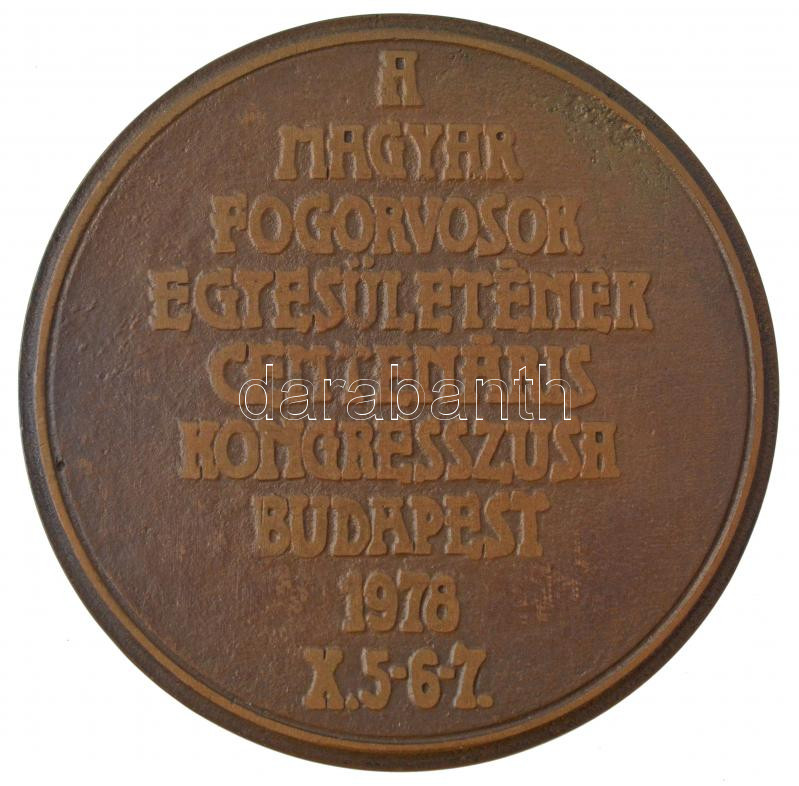 A
MAGYAR
FOGORVOSOK
EGYESÜLETÉNEK
CENTENÁRIS
darabanth
KONGRESSZUSA
BUDAPEST
1978
X.5-6-7.